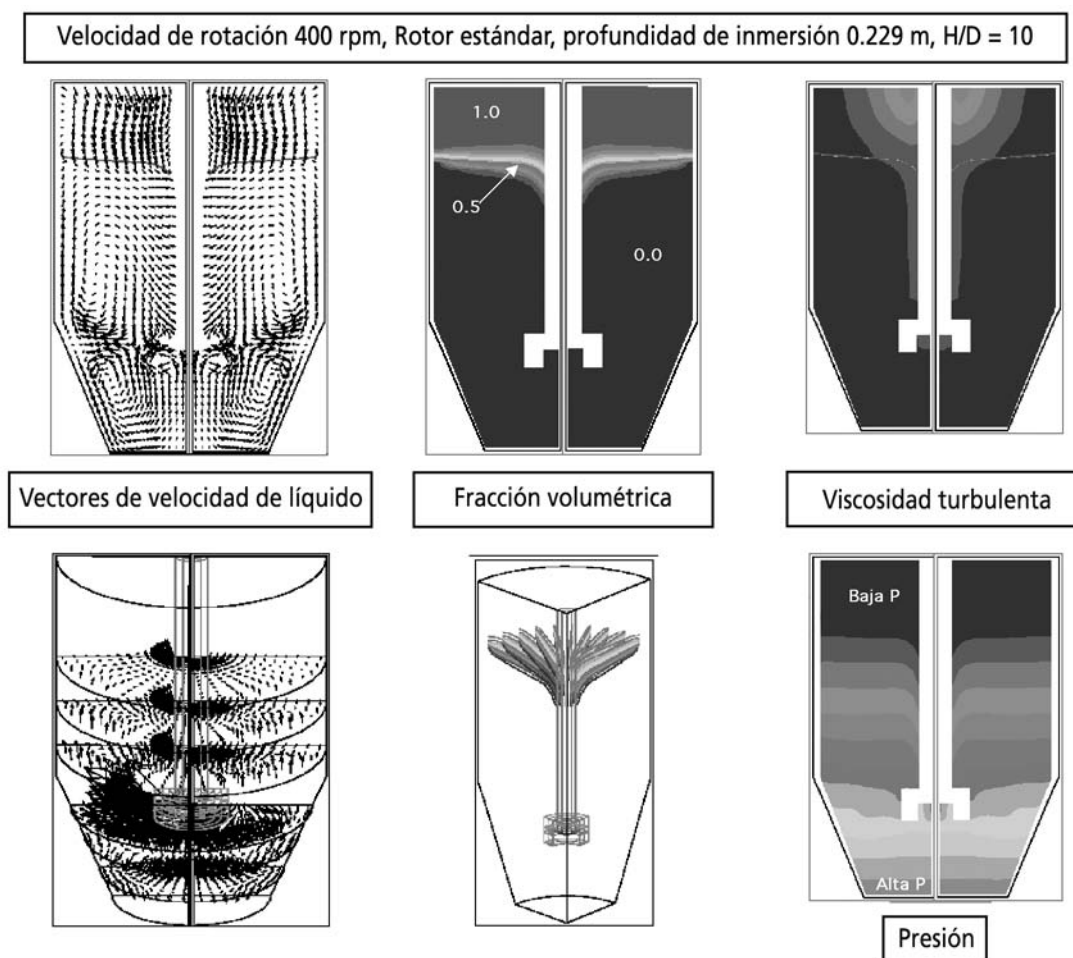 Velocidad de rotación 400 rpm, Rotor estándar, profundidad de inmersión 0.229 m, H/D = 10
1.0
0.5
0.0
Vectores de velocidad de líquido
Fracción volumétrica
Viscosidad turbulenta
Baja P
Alta P
Presión